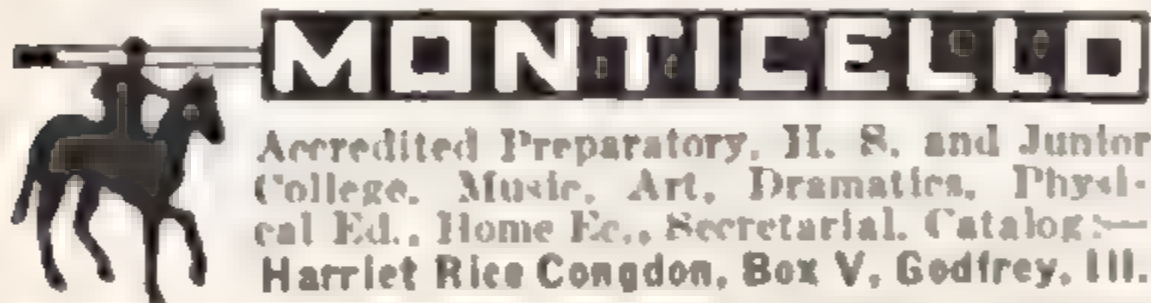 MONTICELLO
Accredited Preparatory, H. S. and Junior
College. Music, Art, Dramatics, Physi-
cal Ed., Home Ec., Secretarial. Catalog:—
Harriet Rice Congdon, Box V, Godfrey, Ill.